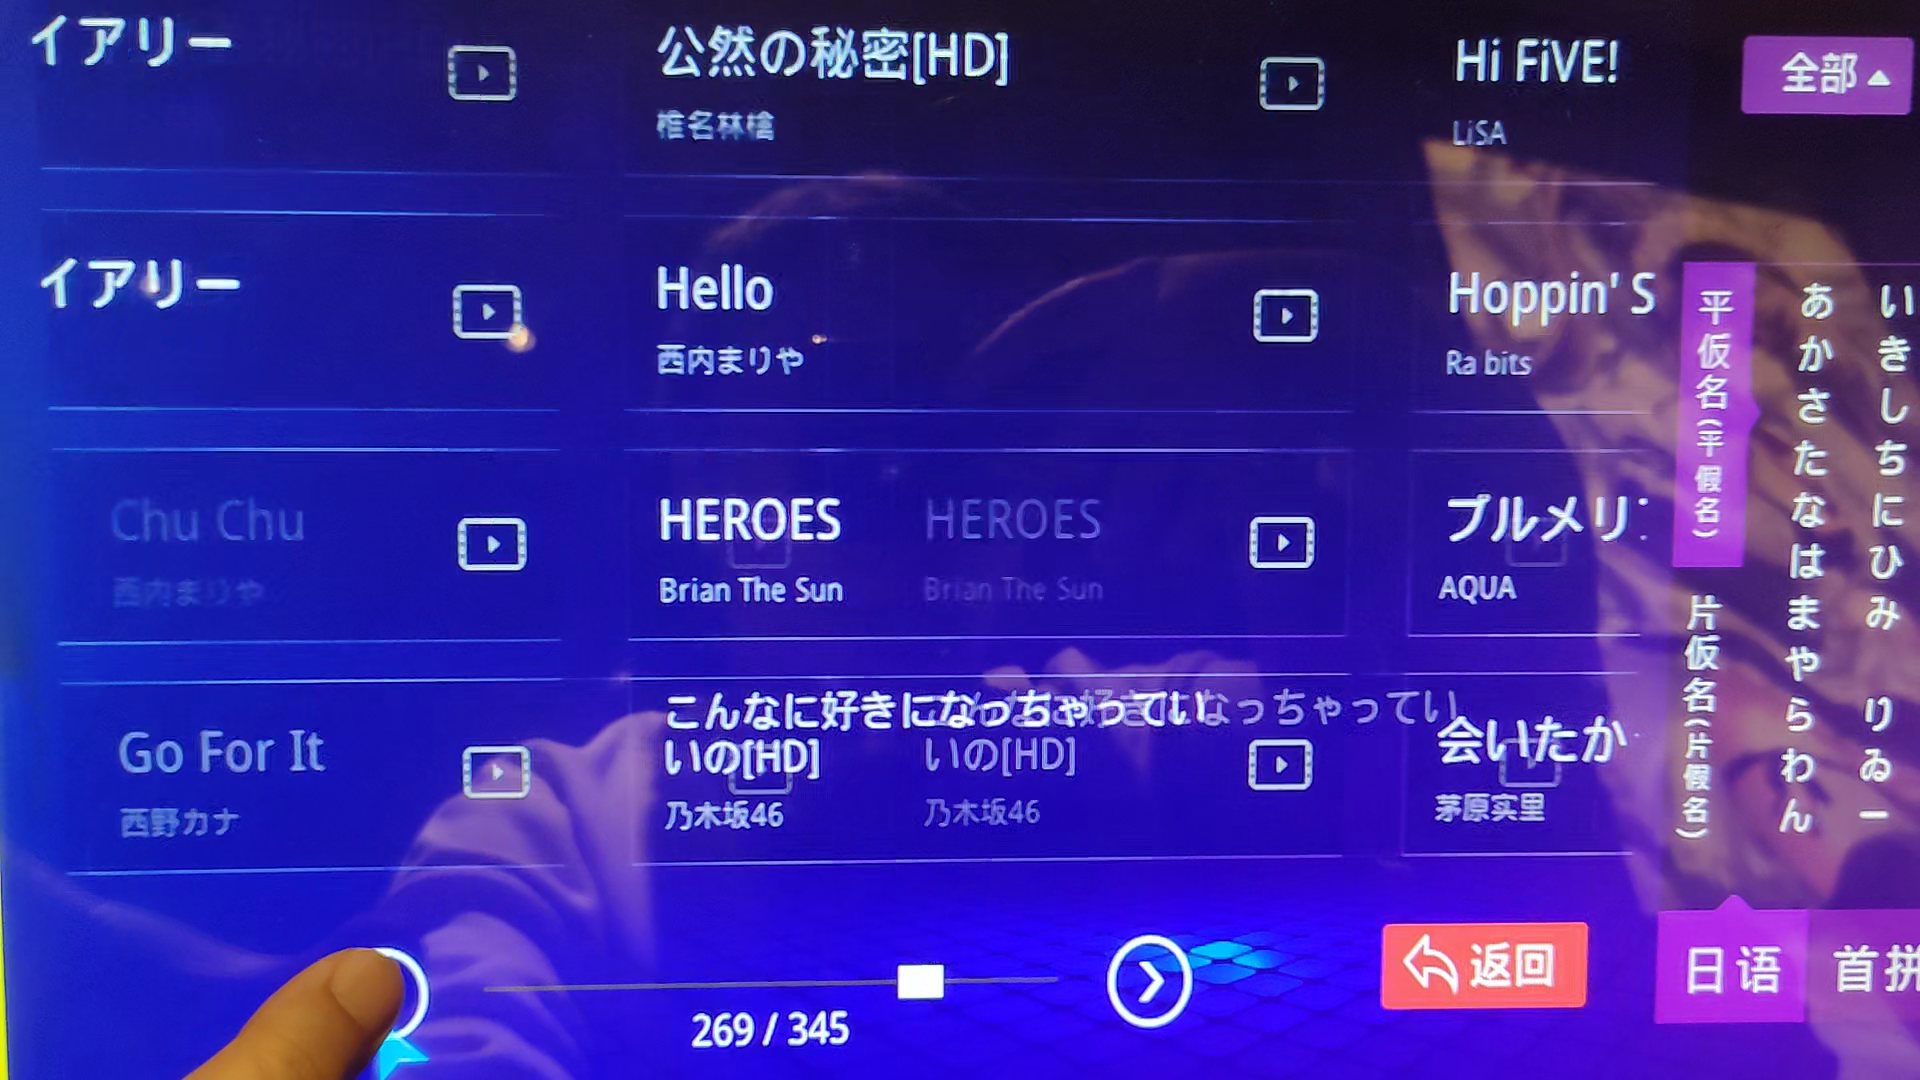 イアリー
公然の秘密[HD]
椎名林檎
Hi FiVE!
LiSA
全部
イアリー
Hello
西内まりや
Hoppin' S
Ra bits
Chu Chu
西内まりや
HEROES
Brian The Sun
HEROES
Brian The Sun
プルメリ
AQUA
Go For It
西野カナ
こんなに好きになっちゃってい
いの[HD]
乃木坂46
なっちゃってい
いの[HD]
乃木坂46
会いたか
茅原実里
平仮名(平假名)
片仮名(片假名)
あかさたなはまやらわん
いきしちにひみ りゐー
269 / 345
返回
日语
首拼